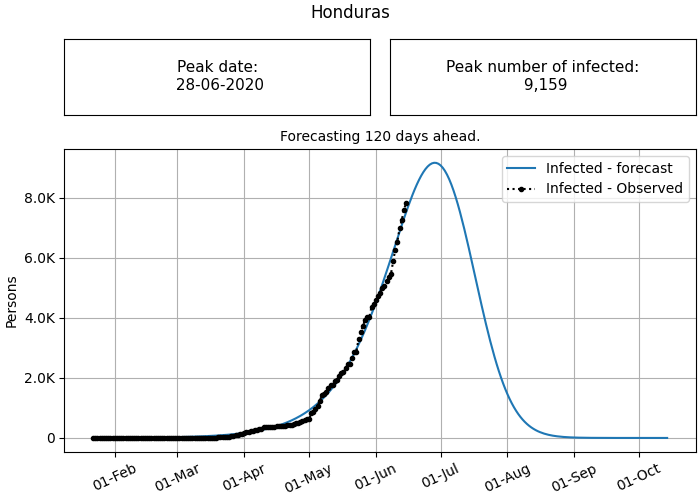 Honduras
Peak date:
28-06-2020
Peak number of infected:
9,159
Forecasting 120 days ahead.
Infected - forecast
Infected - Observed
8.0K
6.0K
4.0K
2.0K
0
Persons
01-Feb
01-Mar
01-Apr
01-May
01-Jun
01-Jul
01-Aug
01-Sep
01-Oct